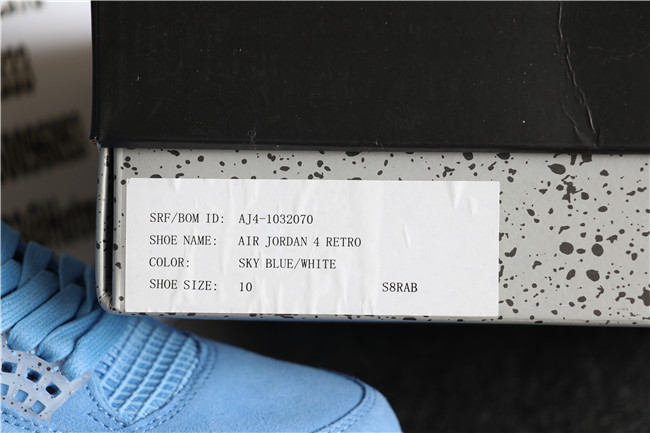 SRF/BOM ID: AJ4-1032070
SHOE NAME: AIR JORDAN 4 RETRO
COLOR: SKY BLUE/WHITE
SHOE SIZE: 10 S8RAB